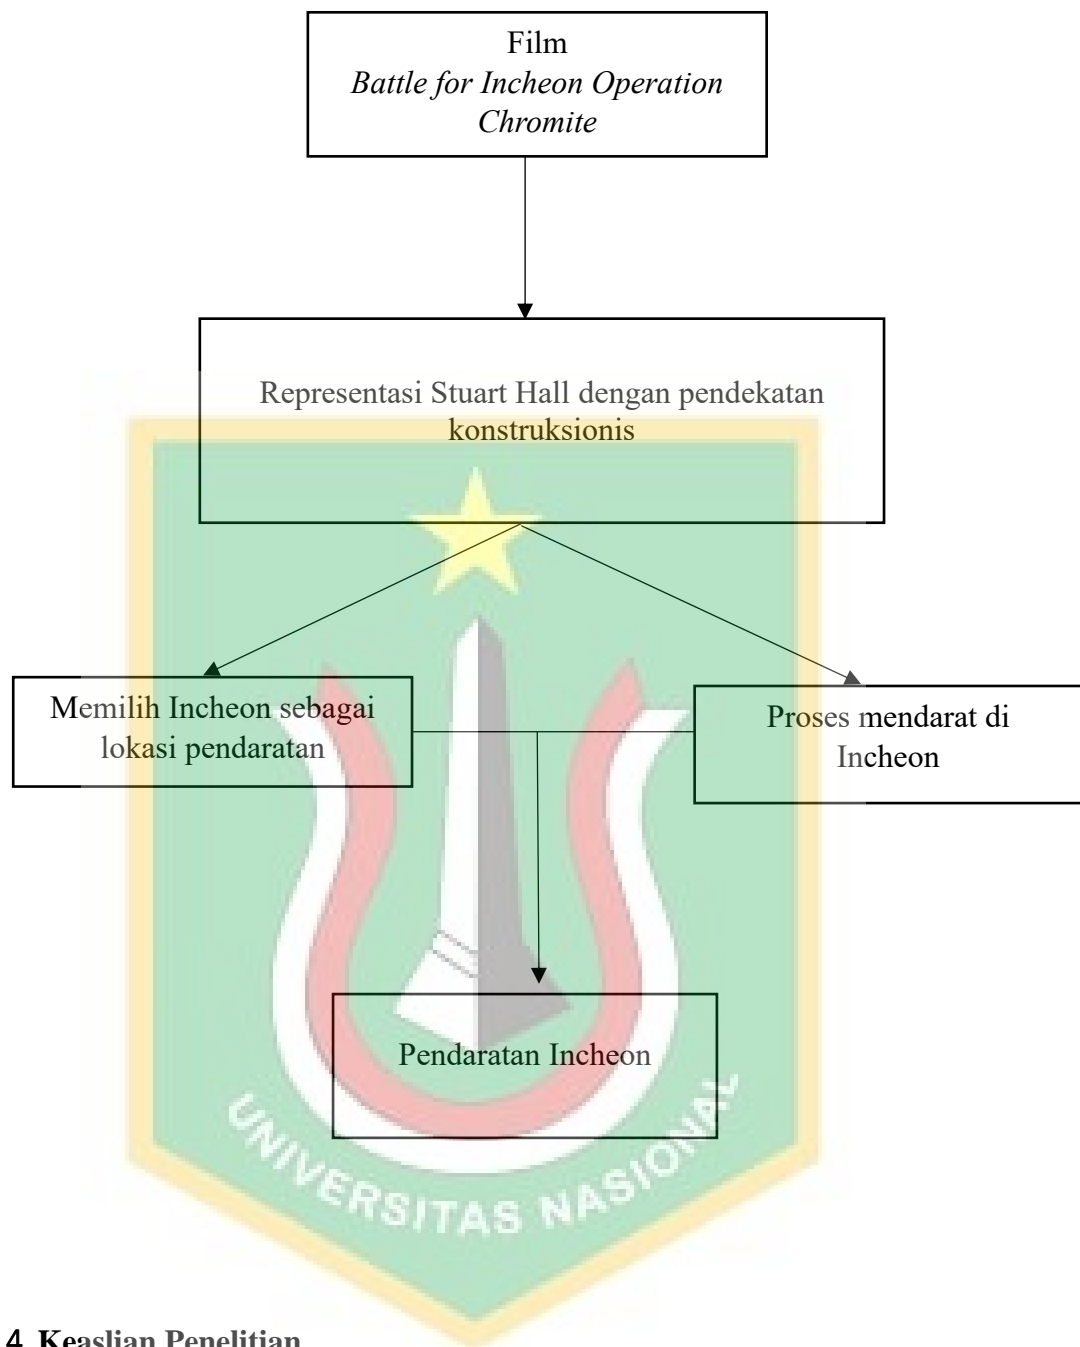 Film
Battle for Incheon Operation
Chromite
Representasi Stuart Hall dengan pendekatan
konstruksionis
Memilih Incheon sebagai
lokasi pendaratan
Proses mendarat di
Incheon
Pendaratan Incheon
UNIVERSITAS NASIONAL
4 Keaslian Penelitian